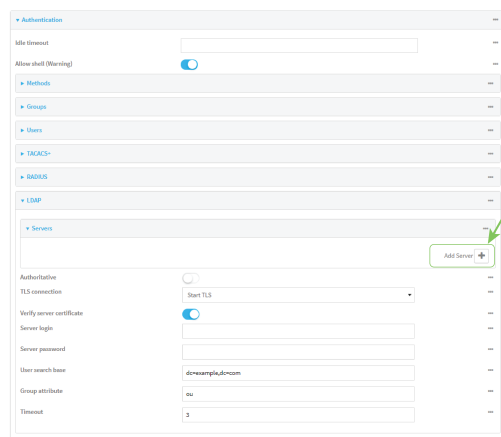 ▾ Authentication
Idle timeout
Allow shell (Warning)
▸ Methods
▸ Groups
▸ Users
▸ TACACS+
▸ RADIUS
▾ LDAP
▾ Servers
Add Server
Authoritative
TLS connection Start TLS
Verify server certificate
Server login
Server password
User search base dc=example,dc=com
Group attribute ou
Timeout 3